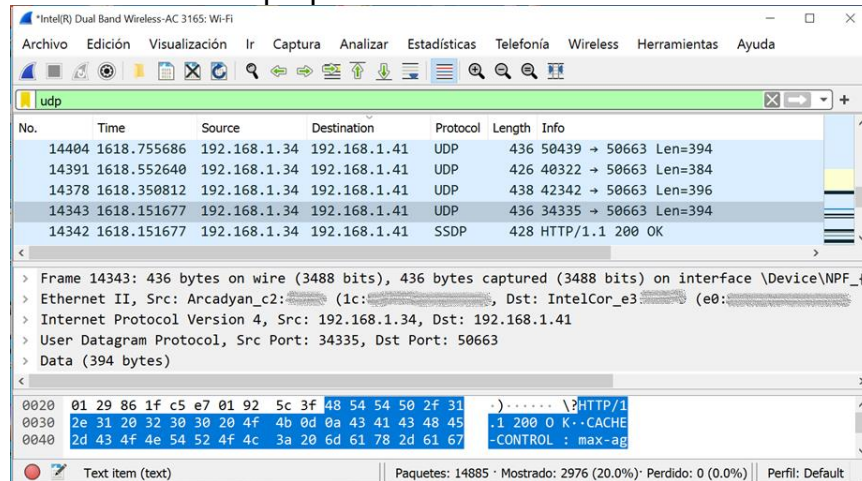 *Intel(R) Dual Band Wireless-AC 3165: Wi-Fi
Archivo Edición Visualización Ir Captura Analizar Estadísticas Telefonía Wireless Herramientas Ayuda
udp
No. Time Source Destination Protocol Length Info
14404 1618.755686 192.168.1.34 192.168.1.41 UDP 436 50439 → 50663 Len=394
14391 1618.552640 192.168.1.34 192.168.1.41 UDP 426 40322 → 50663 Len=384
14378 1618.350812 192.168.1.34 192.168.1.41 UDP 438 42342 → 50663 Len=396
14343 1618.151677 192.168.1.34 192.168.1.41 UDP 436 34335 → 50663 Len=394
14342 1618.151677 192.168.1.34 192.168.1.41 SSDP 428 HTTP/1.1 200 OK
> Frame 14343: 436 bytes on wire (3488 bits), 436 bytes captured (3488 bits) on interface \Device\NPF_{
> Ethernet II, Src: Arcadyan_c2: (1c: , Dst: IntelCor_e3 (e0:
> Internet Protocol Version 4, Src: 192.168.1.34, Dst: 192.168.1.41
> User Datagram Protocol, Src Port: 34335, Dst Port: 50663
> Data (394 bytes)
0020 01 29 86 1f c5 e7 01 92 5c 3f 48 54 54 50 2f 31 ·)······ \?HTTP/1
0030 2e 31 20 32 30 30 20 4f 4b 0d 0a 43 41 43 48 45 .1 200 O K··CACHE
0040 2d 43 4f 4e 54 52 4f 4c 3a 20 6d 61 78 2d 61 67 -CONTROL : max-ag
Text item (text) Paquetes: 14885 · Mostrado: 2976 (20.0%)· Perdido: 0 (0.0%) Perfil: Default